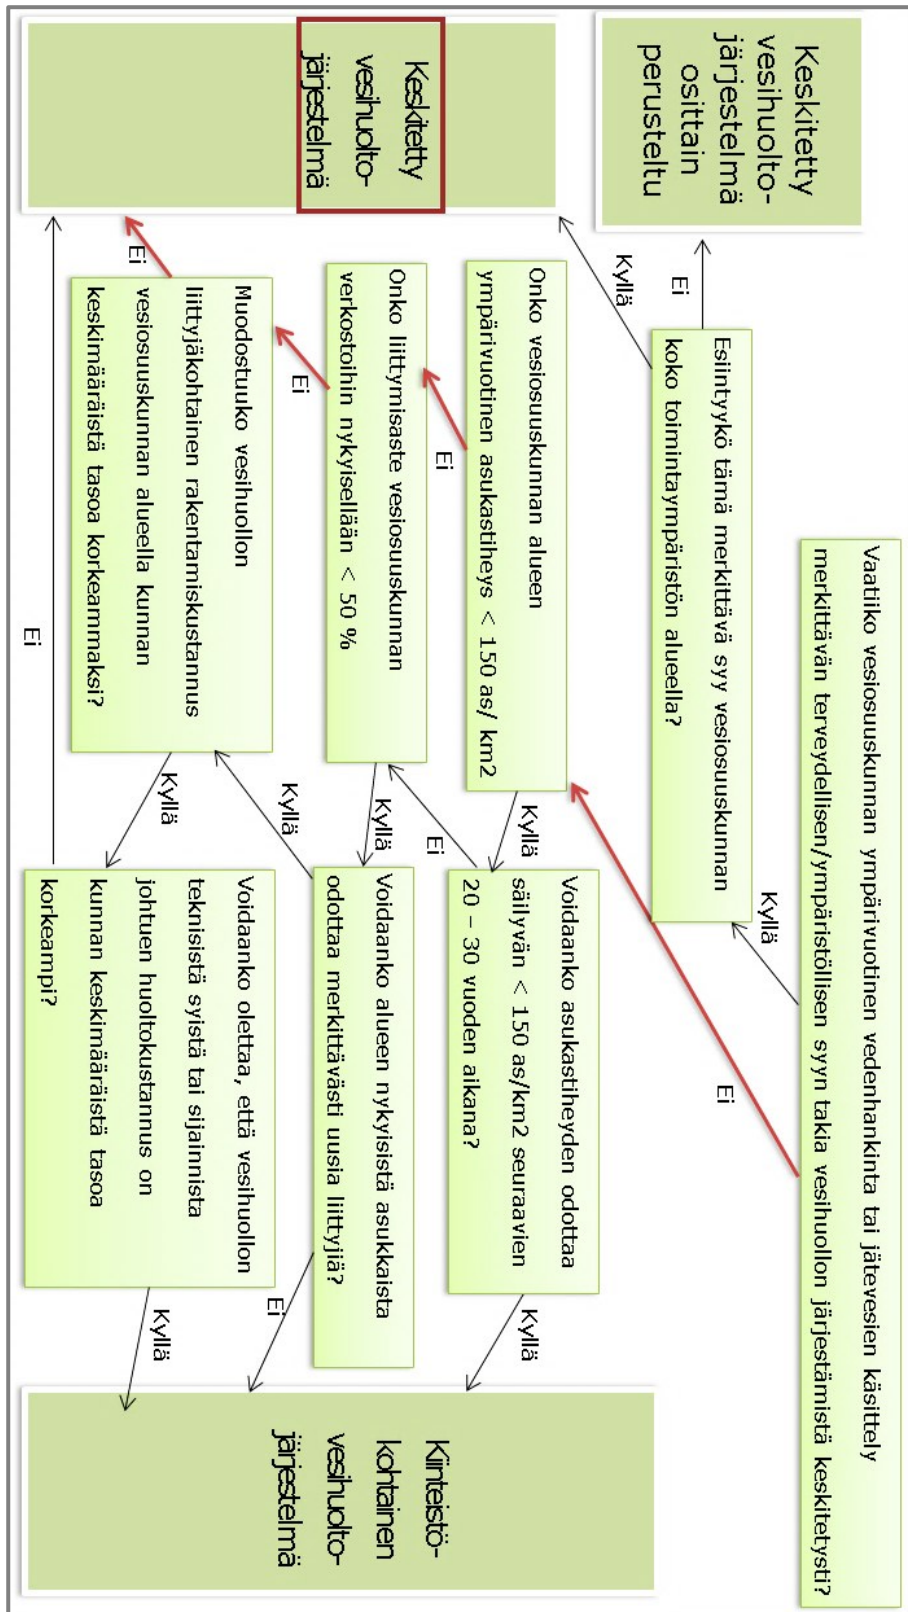 Vaatiiko vesiosuuskunnan ympärivuotinen vedenhankinta tai jätevesien käsittely
merkittävän terveydellisen/ympäristöllisen syyn takia vesihuollon järjestämistä keskitetysti?
Kyllä
Ei
Esiintyykö tämä merkittävä syy vesiosuuskunnan
koko toimintaympäristön alueella?
Ei
Kyllä
Keskitetty
vesihuolto-
järjestelmä
osittain
perusteltu
Onko vesiosuuskunnan alueen
ympärivuotinen asukastiheys < 150 as/ km2
Ei
Kyllä
Voidaanko asukastiheyden odottaa
säilyvän < 150 as/km2 seuraavien
20 – 30 vuoden aikana?
Ei
Kyllä
Onko liittymisaste vesiosuuskunnan
verkostoihin nykyisellään < 50 %
Ei
Kyllä
Voidaanko alueen nykyisistä asukkaista
odottaa merkittävästi uusia liittyjiä?
Kyllä
Ei
Muodostuuko vesihuollon
liittyjäkohtainen rakentamiskustannus
vesiosuuskunnan alueella kunnan
keskimääräistä tasoa korkeammaksi?
Ei
Kyllä
Voidaanko olettaa, että vesihuollon
teknisistä syistä tai sijainnista
johtuen huoltokustannus on
kunnan keskimääräistä tasoa
korkeampi?
Ei
Kyllä
Keskitetty
vesihuolto-
järjestelmä
Kiinteistö-
kohtainen
vesihuolto-
järjestelmä